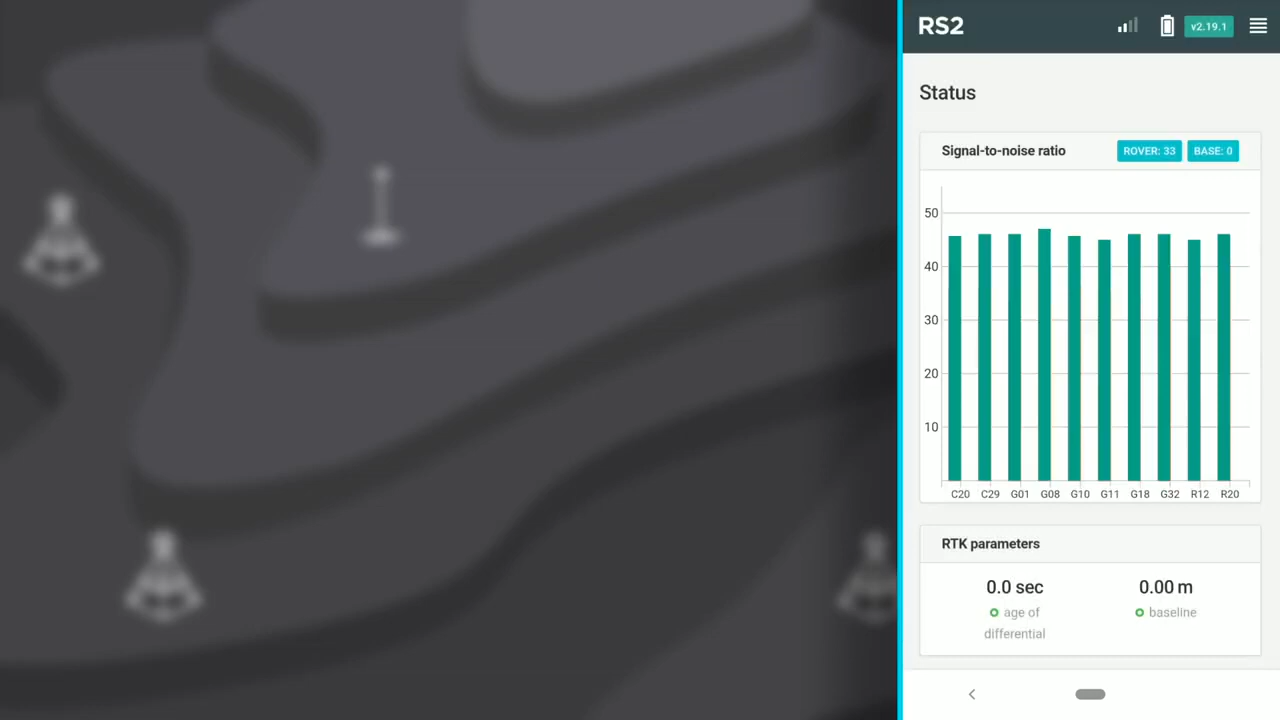 RS2
v2.19.1
Status
Signal-to-noise ratio
ROVER: 33
BASE: 0
50
40
30
20
10
C20 C29 G01 G08 G10 G11 G18 G32 R12 R20
RTK parameters
0.0 sec
age of
differential
0.00 m
baseline